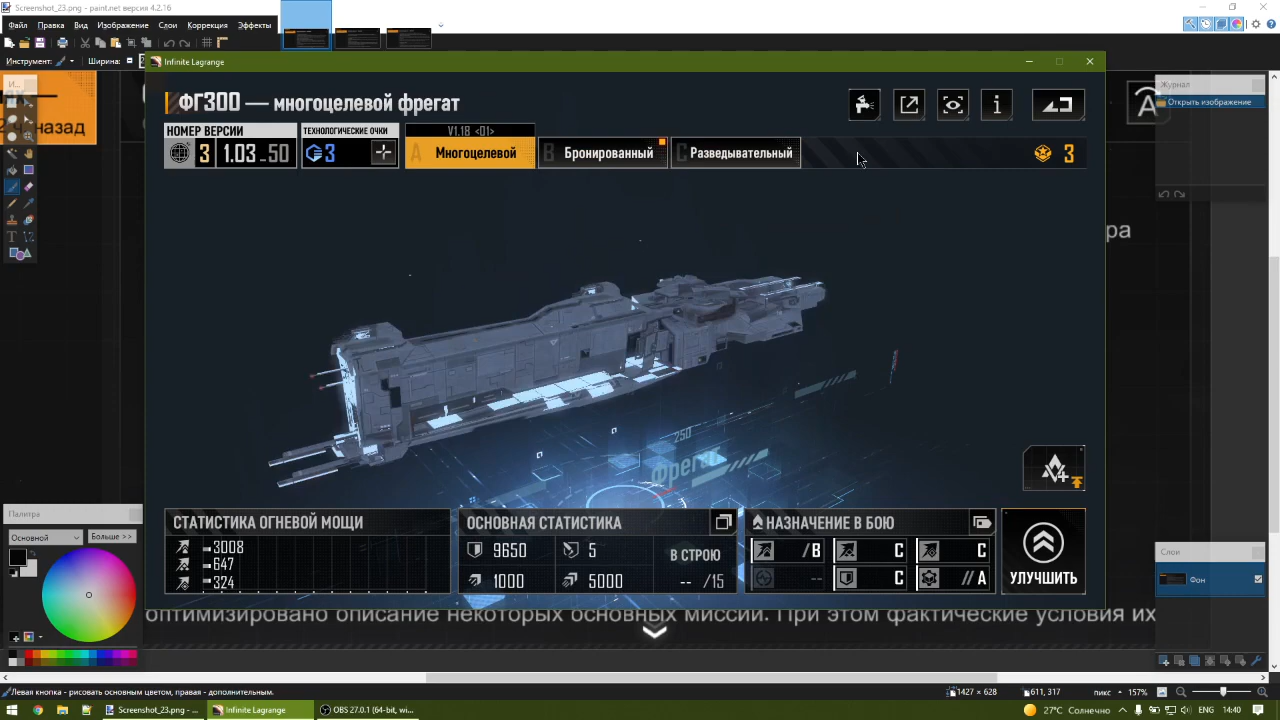 Screenshot_23.png - paint.net версия 4.2.16
Файл Правка Вид Изображение Слои Коррекция Эффекты
Инструмент: Ширина:
Infinite Lagrange
И...
назад
ФГ300 — многоцелевой фрегат
НОМЕР ВЕРСИИ
3 1.03-50
ТЕХНОЛОГИЧЕСКИЕ ОЧКИ
3
V1.1B <01>
A Многоцелевой
B Бронированный
C Разведывательный
3
Журнал
Открыть изображение
ра
250
Фрегат
СТАТИСТИКА ОГНЕВОЙ МОЩИ
3008
647
324
ОСНОВНАЯ СТАТИСТИКА
9650 5
1000 5000
В СТРОЮ
-- /15
НАЗНАЧЕНИЕ В БОЮ
/B C C
-- C //A
УЛУЧШИТЬ
Палитра
Основной Больше >>
Слои
Фон
оптимизировано описание некоторых основных миссий. При этом фактические условия их
Левая кнопка - рисовать основным цветом, правая - дополнительным.
1427 × 628 611, 317 пикс 157%
Screenshot_23.png - ... Infinite Lagrange OBS 27.0.1 (64-bit, wi...
27°C Солнечно ENG 14:40